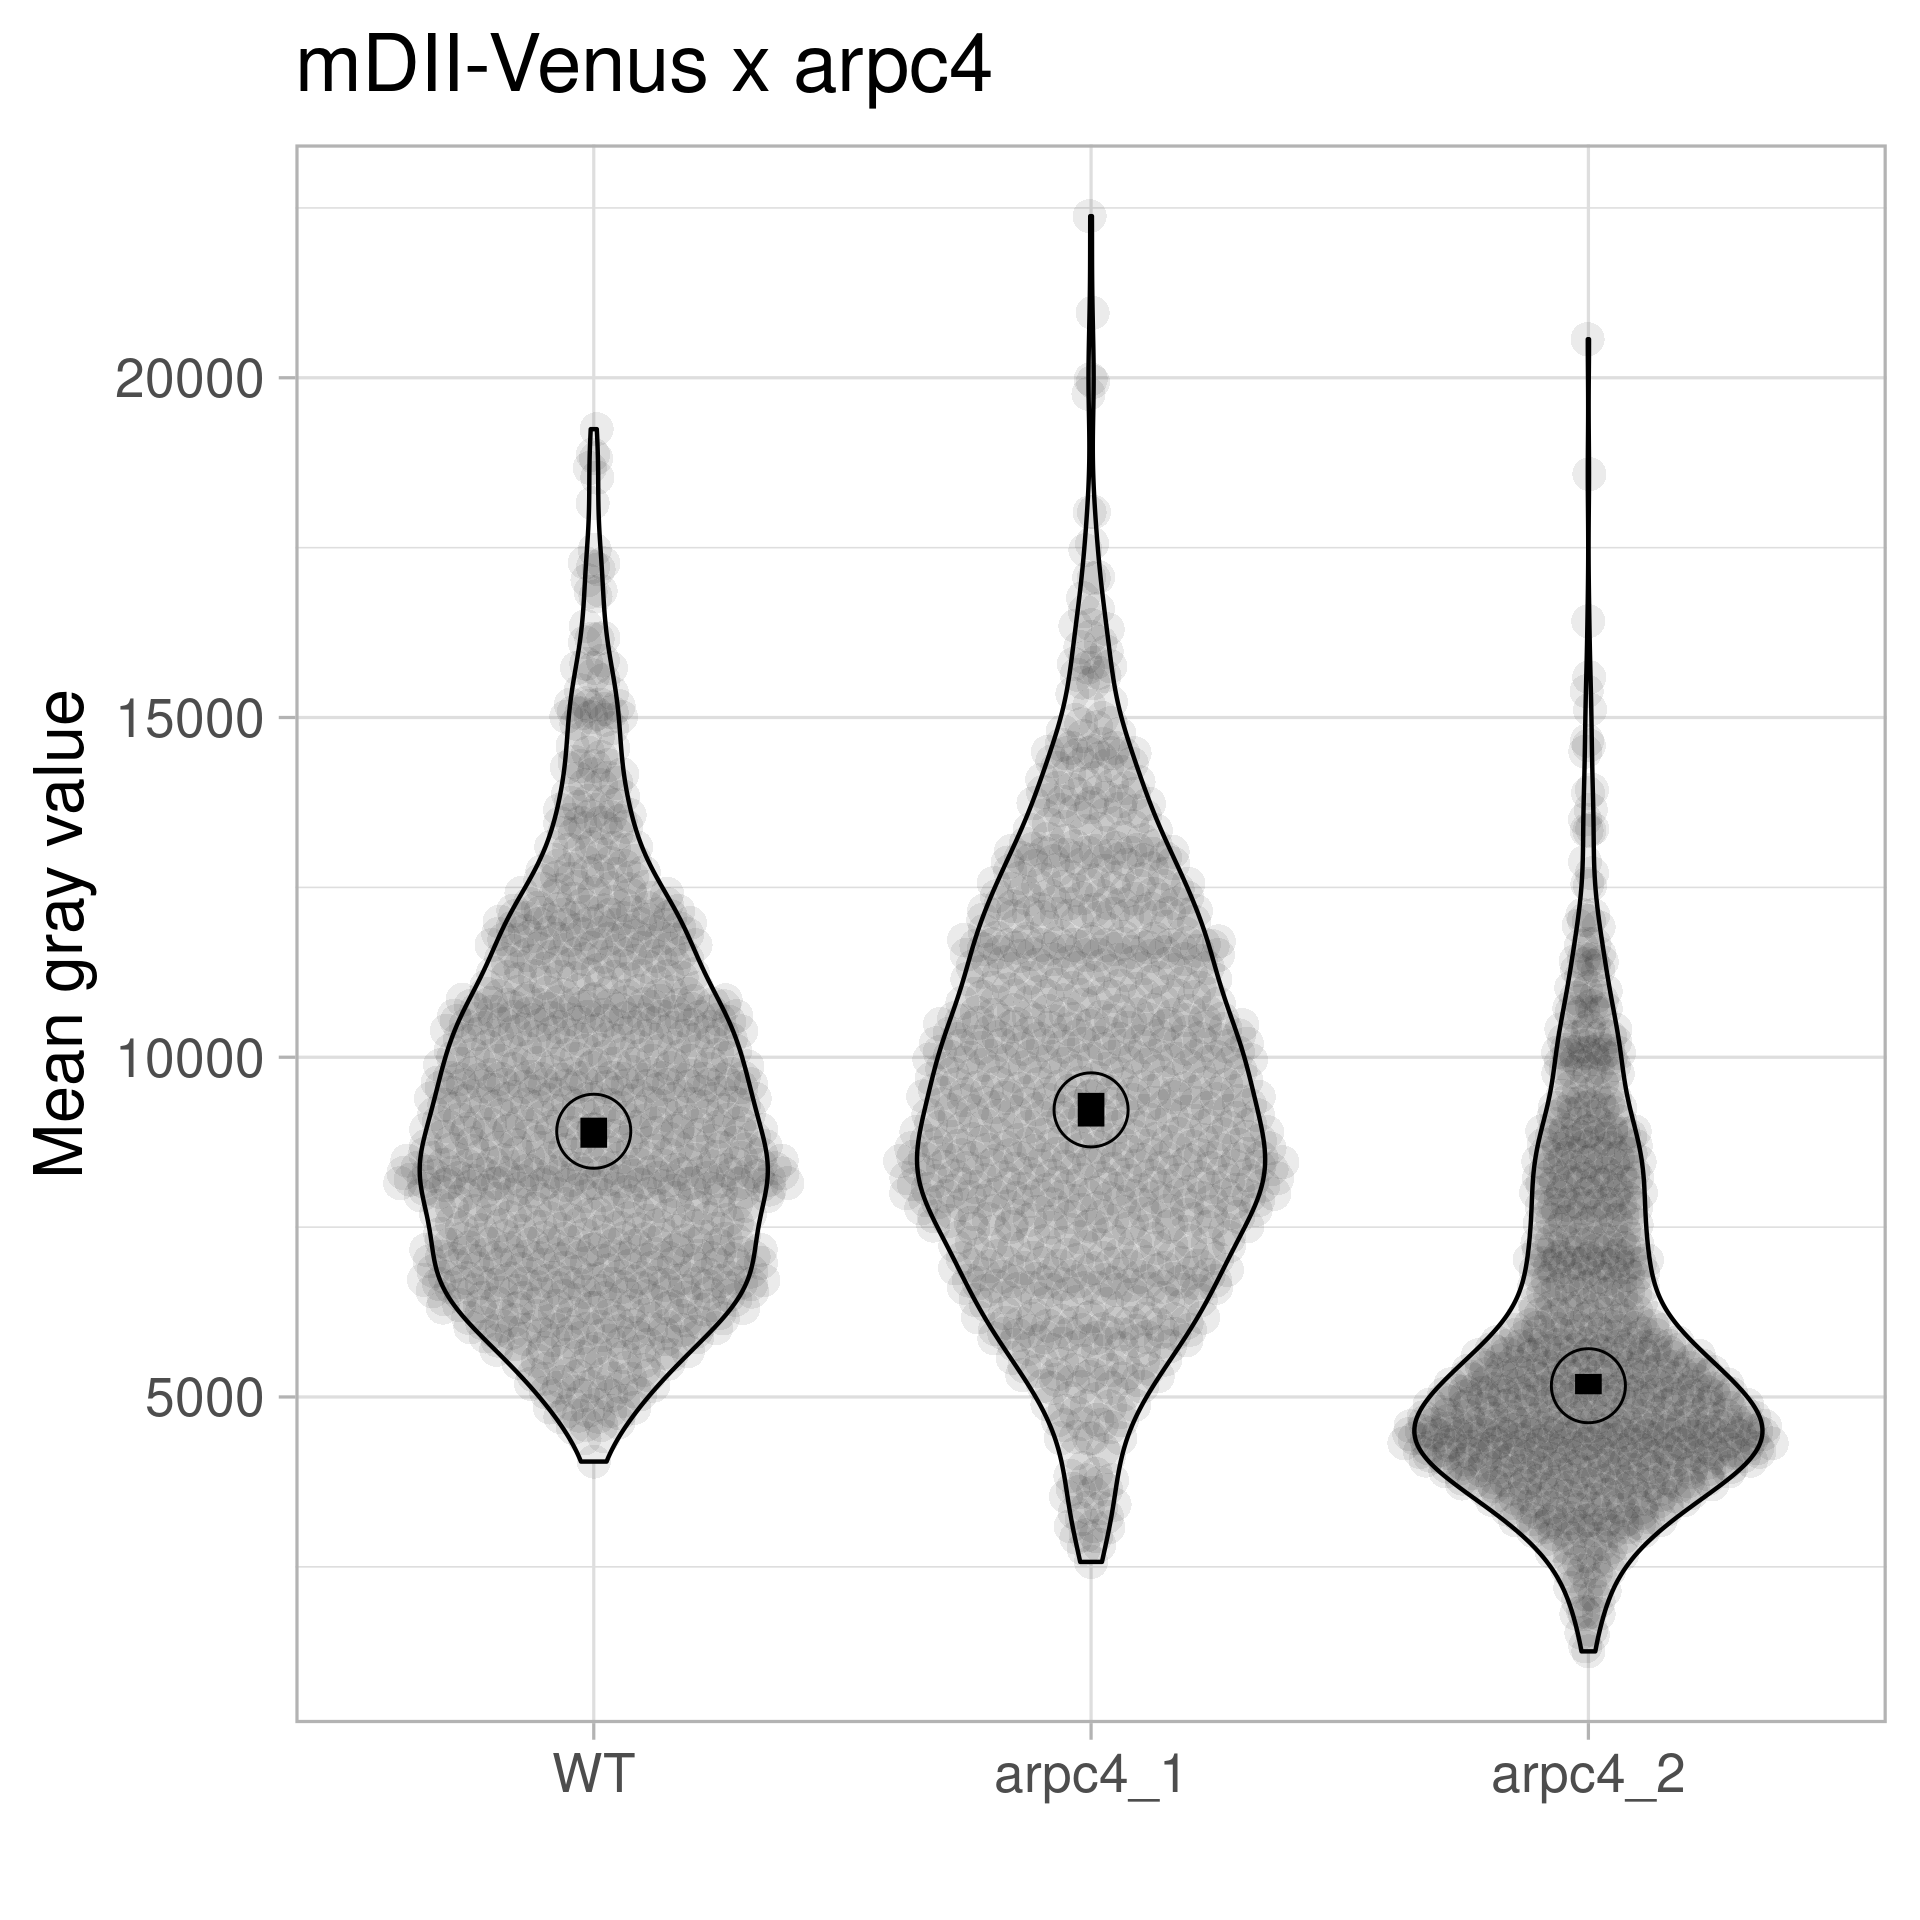 mDII-Venus x arpc4
Mean gray value
20000
15000
10000
5000
WT
arpc4_1
arpc4_2